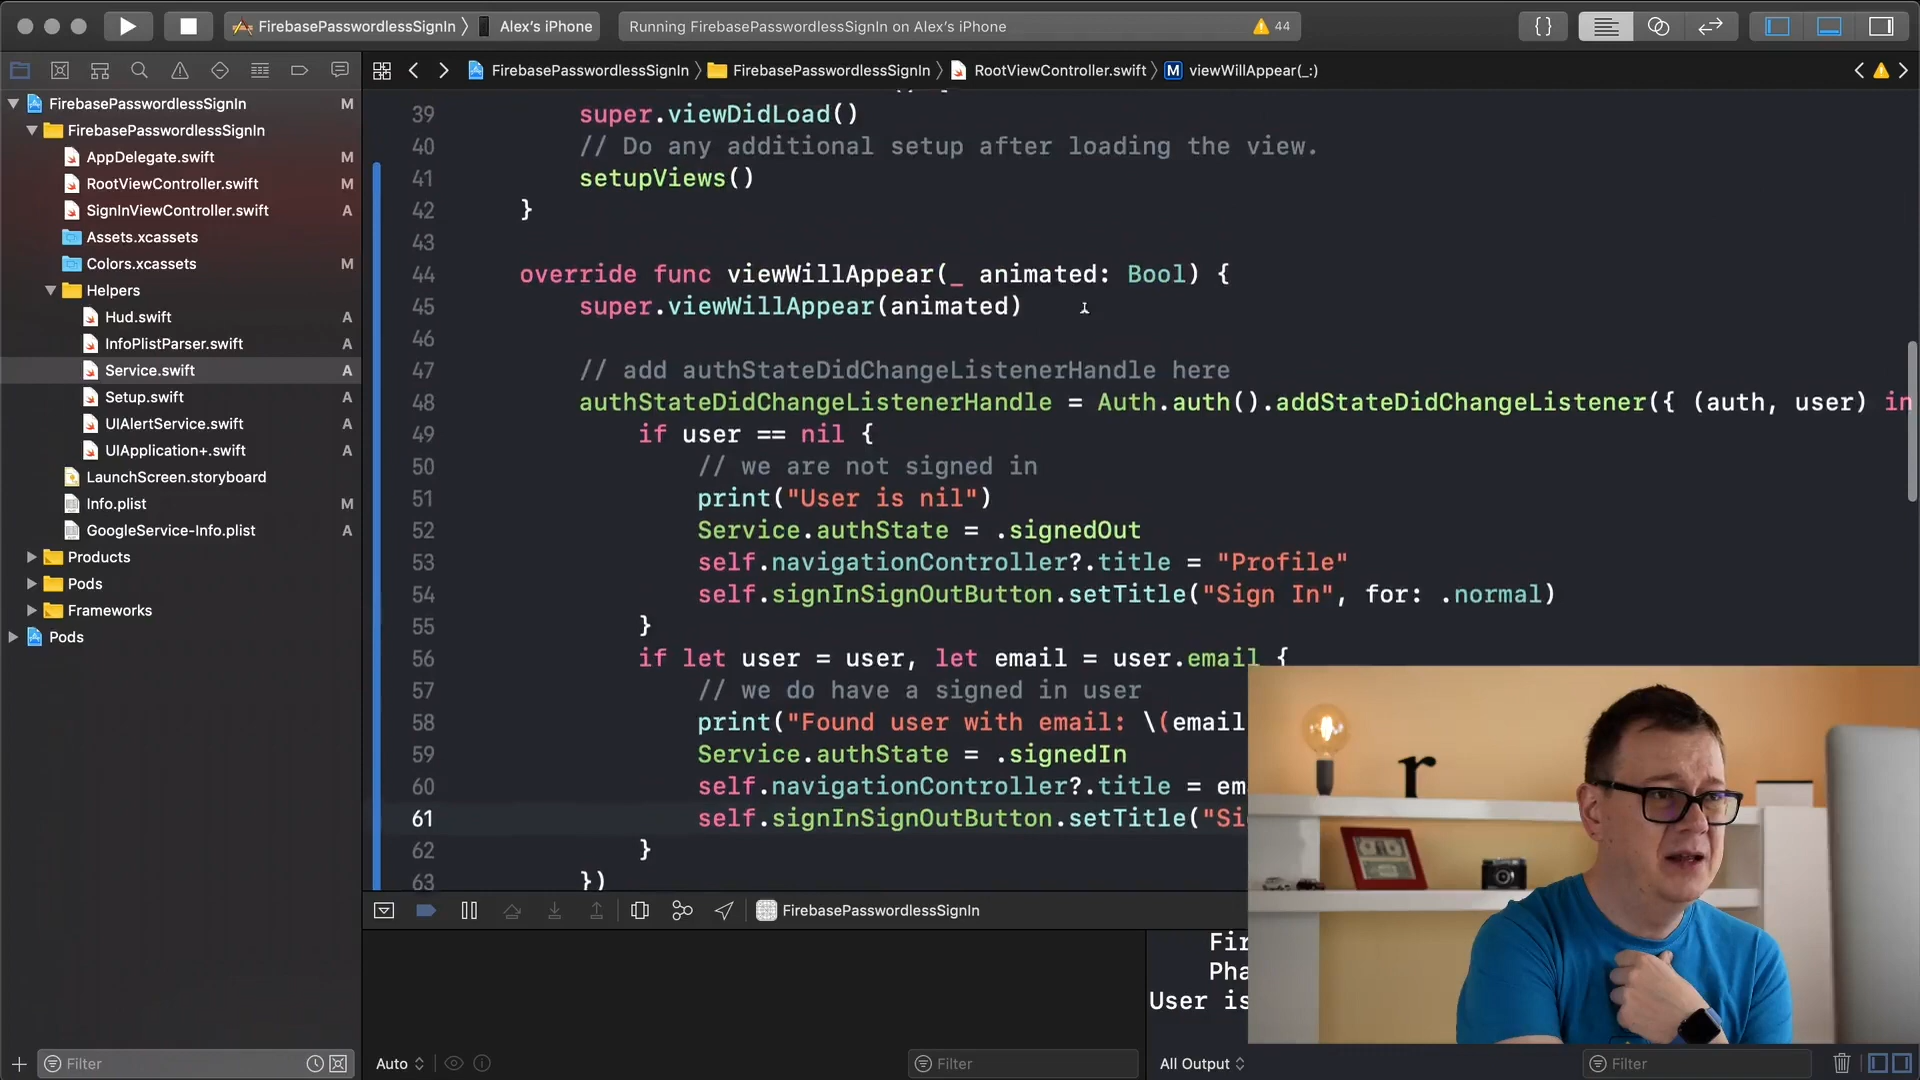 FirebasePasswordlessSignIn
Alex's iPhone
Running FirebasePasswordlessSignIn on Alex's iPhone
44
FirebasePasswordlessSignIn
FirebasePasswordlessSignIn
RootViewController.swift
M
viewWillAppear(_:)
FirebasePasswordlessSignIn M
FirebasePasswordlessSignIn
AppDelegate.swift M
RootViewController.swift M
SignInViewController.swift A
Assets.xcassets
Colors.xcassets M
Helpers
Hud.swift A
InfoPlistParser.swift A
Service.swift A
Setup.swift A
UIAlertService.swift A
UIApplication+.swift A
LaunchScreen.storyboard
Info.plist M
GoogleService-Info.plist A
Products
Pods
Frameworks
Pods
Filter
39 super.viewDidLoad()
40 // Do any additional setup after loading the view.
41 setupViews()
42 }
43
44 override func viewWillAppear(_ animated: Bool) {
45 super.viewWillAppear(animated)
46
47 // add authStateDidChangeListenerHandle here
48 authStateDidChangeListenerHandle = Auth.auth().addStateDidChangeListener({ (auth, user) in
49 if user == nil {
50 // we are not signed in
51 print("User is nil")
52 Service.authState = .signedOut
53 self.navigationController?.title = "Profile"
54 self.signInSignOutButton.setTitle("Sign In", for: .normal)
55 }
56 if let user = user, let email = user.email {
57 // we do have a signed in user
58 print("Found user with email: \(email
59 Service.authState = .signedIn
60 self.navigationController?.title = em
61 self.signInSignOutButton.setTitle("Si
62 }
63 })
FirebasePasswordlessSignIn
Fir
Pha
User is
Auto
Filter
All Output
Filter
r